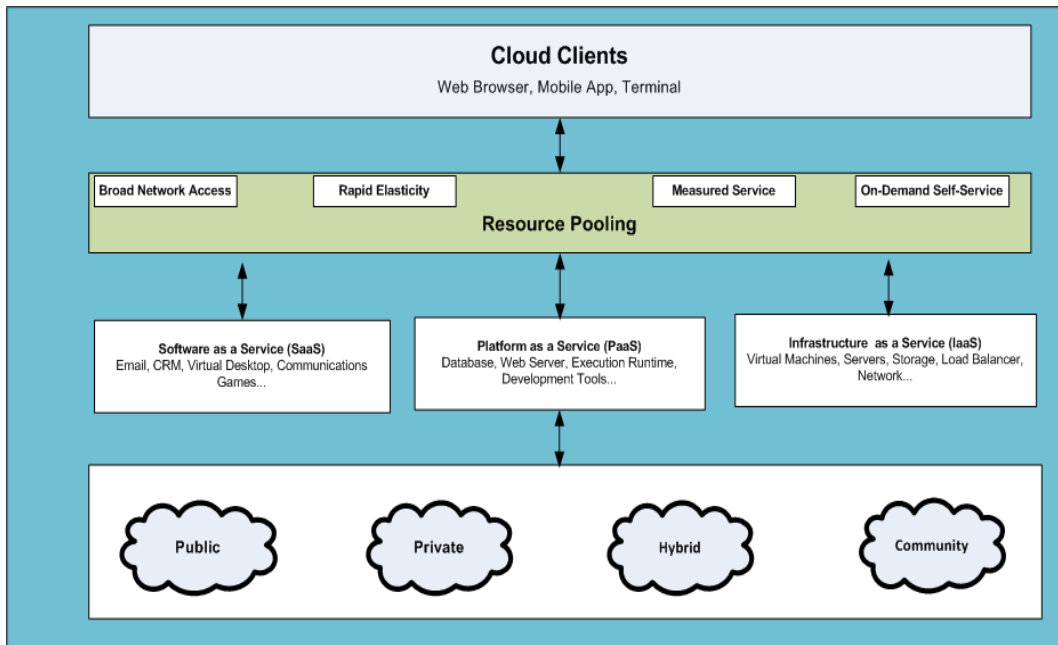 Cloud Clients
Web Browser, Mobile App, Terminal
Broad Network Access
Rapid Elasticity
Measured Service
On-Demand Self-Service
Resource Pooling
Software as a Service (SaaS)
Email, CRM, Virtual Desktop, Communications
Games...
Platform as a Service (PaaS)
Database, Web Server, Execution Runtime,
Development Tools...
Infrastructure as a Service (IaaS)
Virtual Machines, Servers, Storage, Load Balancer,
Network...
Public
Private
Hybrid
Community